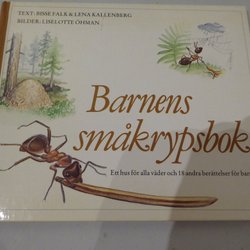 TEXT: BISSE FALK & LENA KALLENBERG
BILDER: LISELOTTE ÖHMAN
Barnens
småkrypsbok
Ett hus för alla väder och 18 andra berättelser för barn